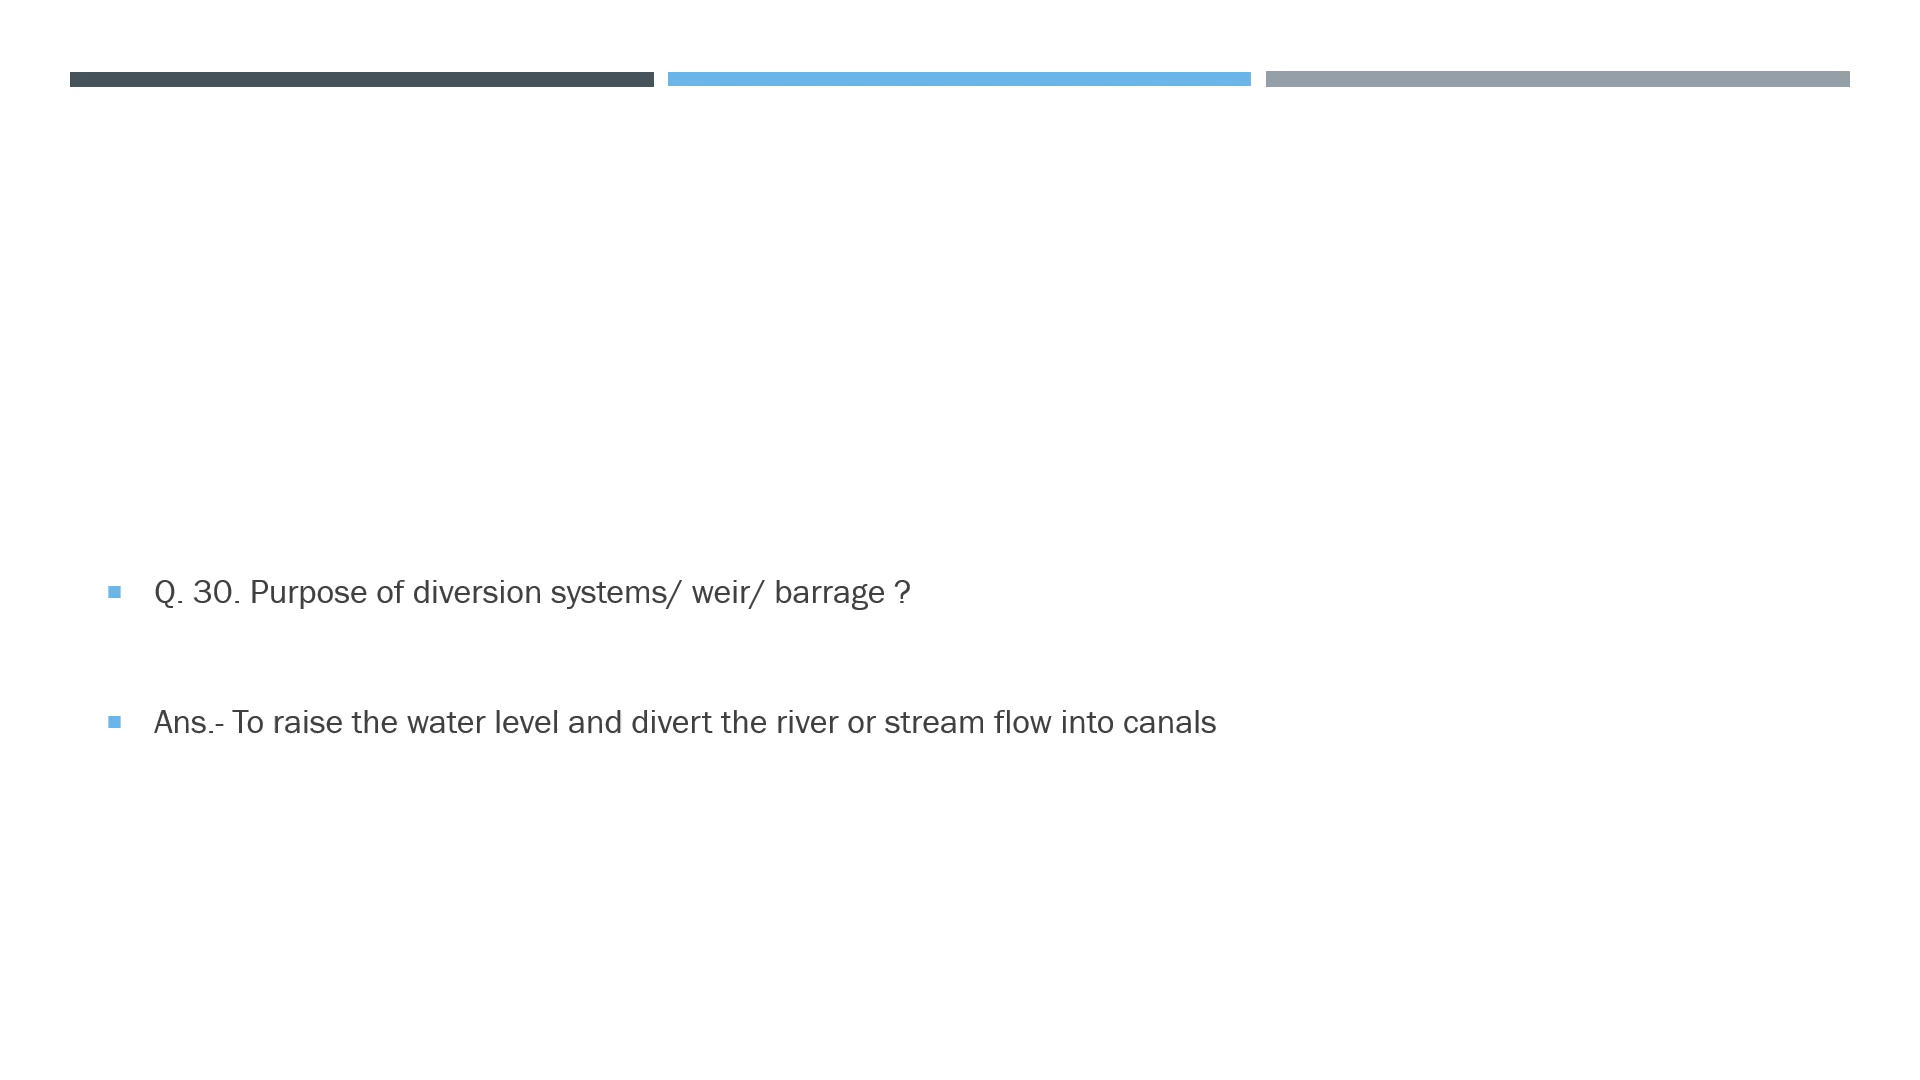 Q. 30. Purpose of diversion systems/ weir/ barrage ?
Ans.- To raise the water level and divert the river or stream flow into canals